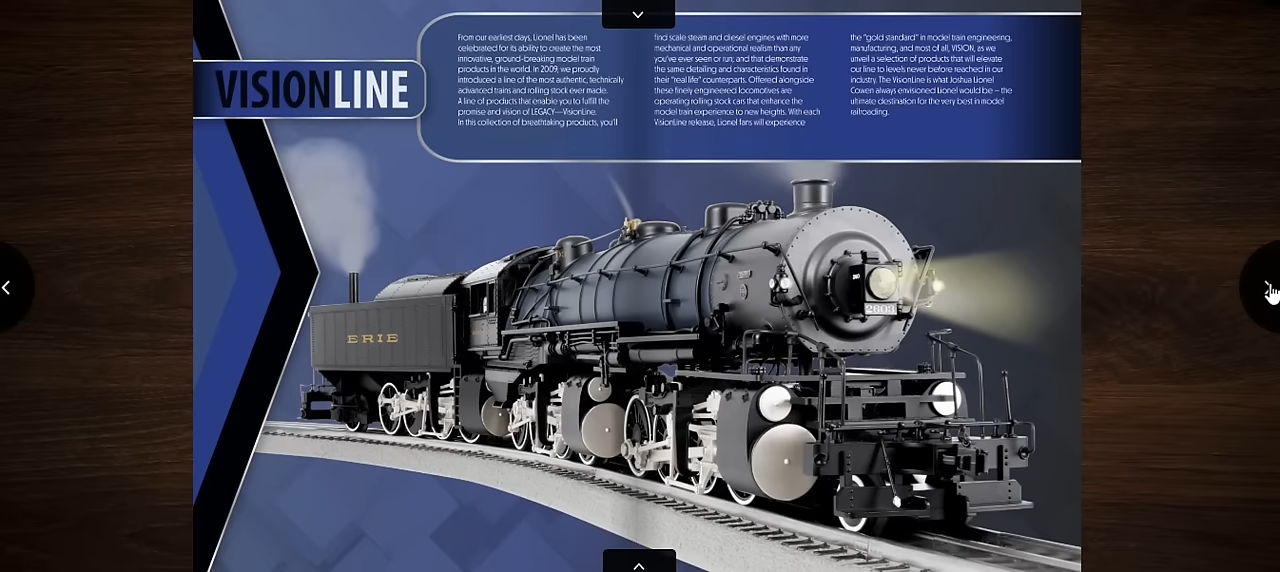 VISIONLINE
From our earliest days, Lionel has been
celebrated for its ability to create the most
innovative, ground-breaking model train
products in the world. In 2009, we proudly
introduced a line of the most authentic, technically
advanced trains and rolling stock ever made.
A line of products that enable you to fulfill the
promise and vision of LEGACY—VisionLine.
In this collection of breathtaking products, you'll
find scale steam and diesel engines with more
mechanical and operational realism than any
you've ever seen or run; and that demonstrate
the same detailing and characteristics found in
their "real life" counterparts. Offered alongside
these finely engineered locomotives are
operating rolling stock cars that enhance the
model train experience to new heights. With each
VisionLine release, Lionel fans will experience
the "gold standard" in model train engineering,
manufacturing, and most of all, VISION, as we
unveil a selection of products that will elevate
our line to levels never before reached in our
industry. The VisionLine is what Joshua Lionel
Cowen always envisioned Lionel would be – the
ultimate destination for the very best in model
railroading.
ERIE
2603